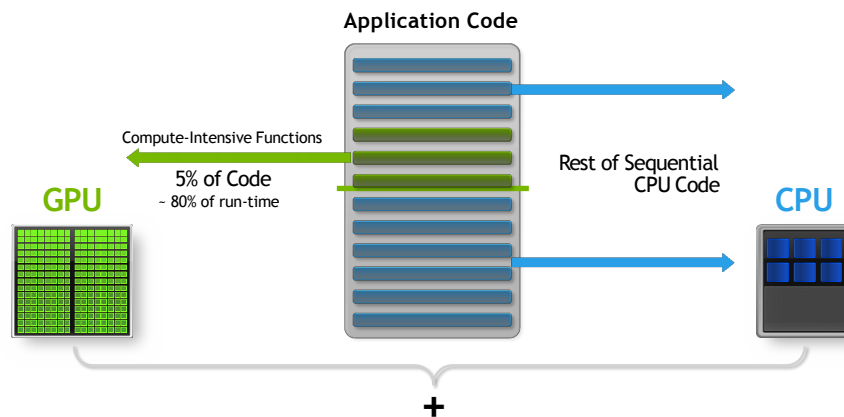 Application Code
Compute-Intensive Functions
5% of Code
~ 80% of run-time
GPU
Rest of Sequential
CPU Code
CPU
+